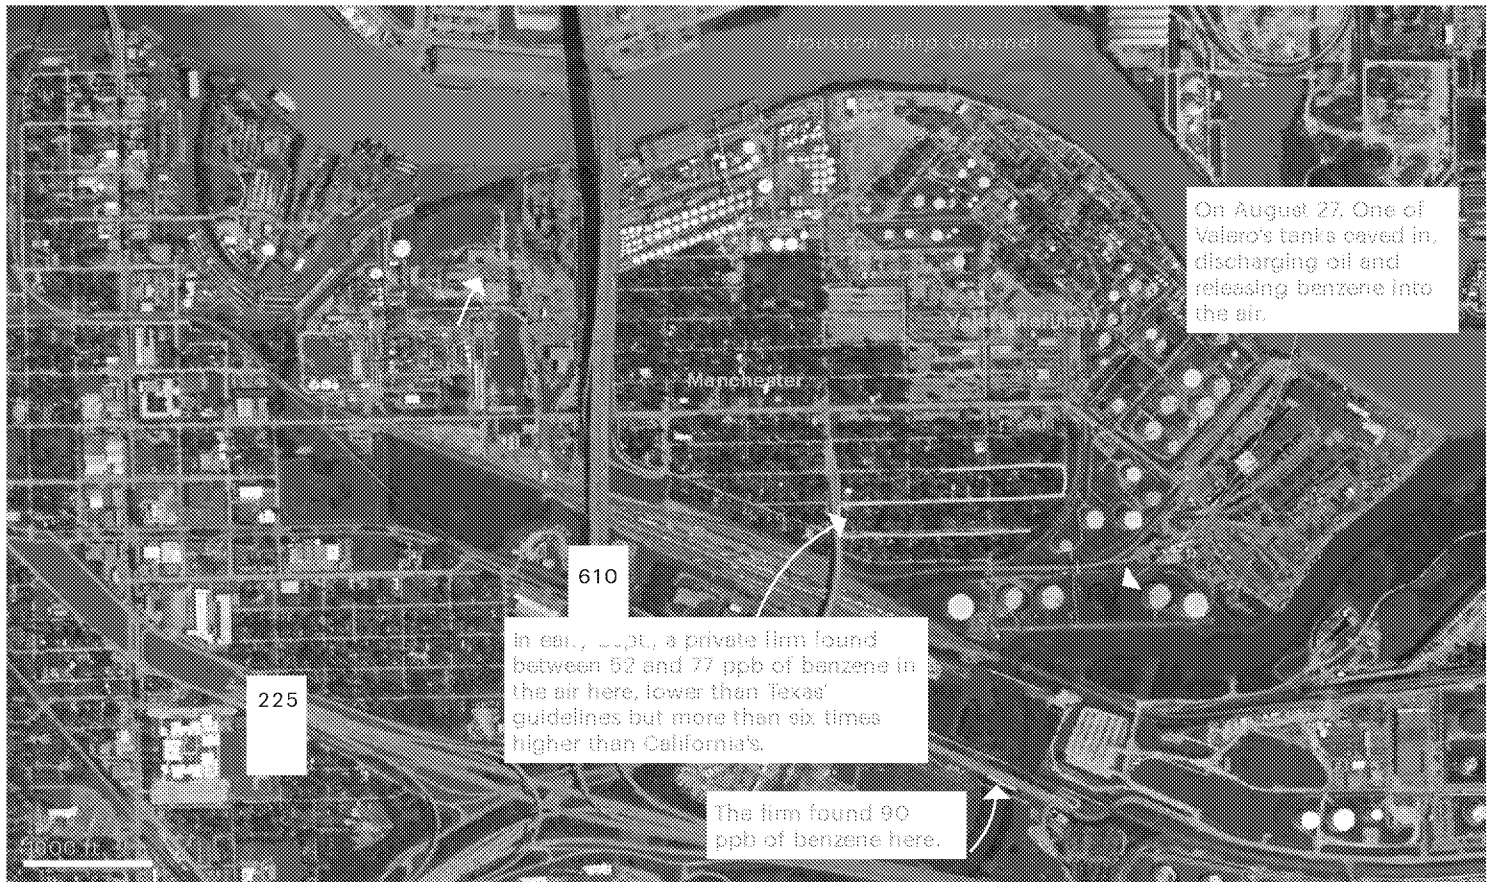 Houston Ship Channel
On August 27. One of
Valero's tanks caved in,
discharging oil and
releasing benzene into
the air.
Valero Refinery
Manchester
610
In early Sept., a private firm found
between 52 and 77 ppb of benzene in
the air here, lower than Texas'
guidelines but more than six times
higher than California's.
225
The firm found 90
ppb of benzene here.
ft